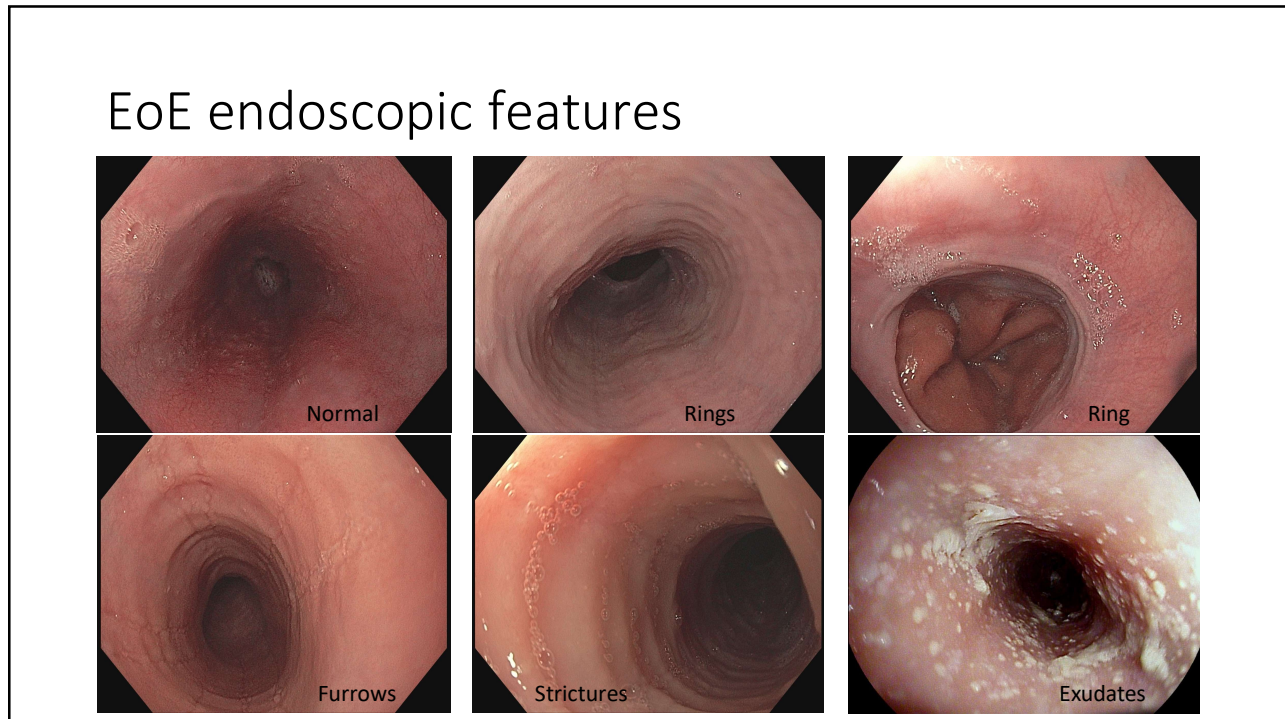 EoE endoscopic features
Normal
Rings
Ring
Furrows
Strictures
Exudates